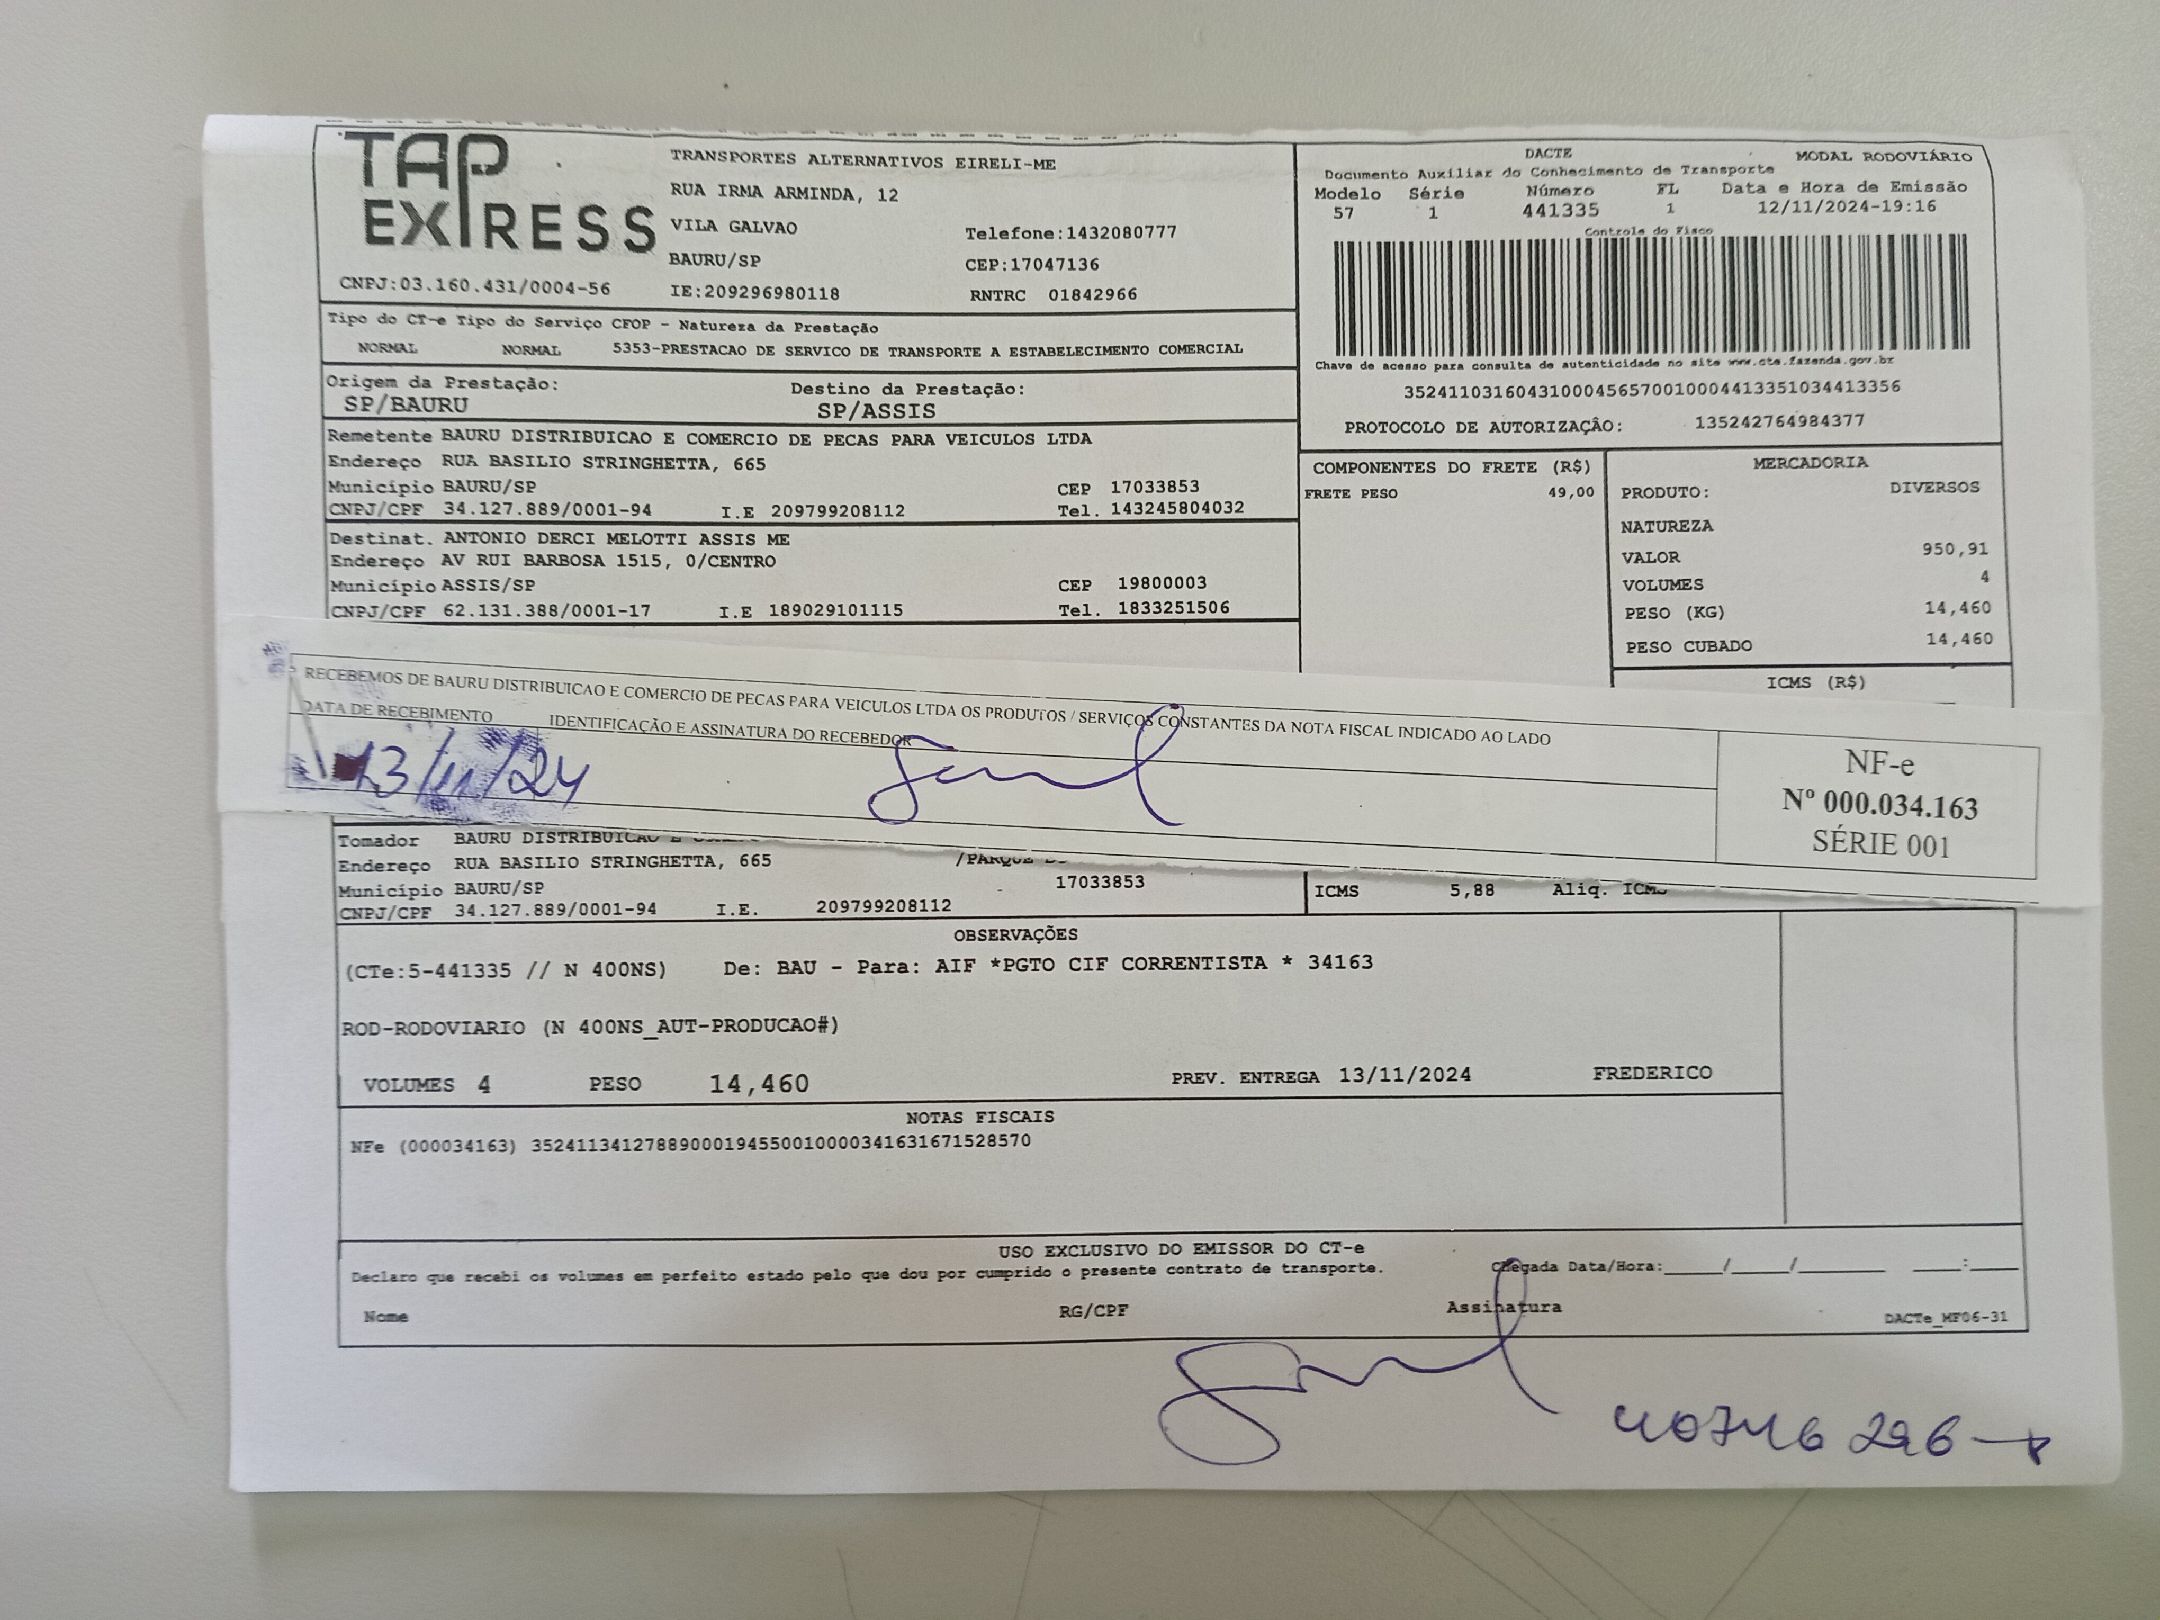 TAP EXPRESS
TRANSPORTES ALTERNATIVOS EIRELI-ME
RUA IRMA ARMINDA, 12
VILA GALVAO Telefone:1432080777
BAURU/SP CEP:17047136
CNPJ:03.160.431/0004-56 IE:209296980118 RNTRC 01842966
DACTE MODAL RODOVIÁRIO
Documento Auxiliar do Conhecimento de Transporte
Modelo Série Número FL Data e Hora de Emissão
57 1 441335 1 12/11/2024-19:16
Controle do Fisco
Chave de acesso para consulta de autenticidade no site www.cte.fazenda.gov.br
35241103160431000456570010004413351034413356
PROTOCOLO DE AUTORIZAÇÃO: 135242764984377
Tipo do CT-e Tipo do Serviço CFOP - Natureza da Prestação
NORMAL NORMAL 5353-PRESTACAO DE SERVICO DE TRANSPORTE A ESTABELECIMENTO COMERCIAL
Origem da Prestação: Destino da Prestação:
SP/BAURU SP/ASSIS
Remetente BAURU DISTRIBUICAO E COMERCIO DE PECAS PARA VEICULOS LTDA
Endereço RUA BASILIO STRINGHETTA, 665
Município BAURU/SP CEP 17033853
CNPJ/CPF 34.127.889/0001-94 I.E 209799208112 Tel. 143245804032
Destinat. ANTONIO DERCI MELOTTI ASSIS ME
Endereço AV RUI BARBOSA 1515, 0/CENTRO
Município ASSIS/SP CEP 19800003
CNPJ/CPF 62.131.388/0001-17 I.E 189029101115 Tel. 1833251506
COMPONENTES DO FRETE (R$)
FRETE PESO 49,00
MERCADORIA
PRODUTO: DIVERSOS
NATUREZA
VALOR 950,91
VOLUMES 4
PESO (KG) 14,460
PESO CUBADO 14,460
ICMS (R$)
RECEBEMOS DE BAURU DISTRIBUICAO E COMERCIO DE PECAS PARA VEICULOS LTDA OS PRODUTOS / SERVIÇOS CONSTANTES DA NOTA FISCAL INDICADO AO LADO
DATA DE RECEBIMENTO IDENTIFICAÇÃO E ASSINATURA DO RECEBEDOR
13/11/24
NF-e
Nº 000.034.163
SÉRIE 001
Tomador BAURU DISTRIBUICAO E
Endereço RUA BASILIO STRINGHETTA, 665 /PARQUE
Município BAURU/SP 17033853
CNPJ/CPF 34.127.889/0001-94 I.E. 209799208112
ICMS 5,88 Aliq. ICMS
OBSERVAÇÕES
(CTe:5-441335 // N 400NS) De: BAU - Para: AIF *PGTO CIF CORRENTISTA * 34163
ROD-RODOVIARIO (N 400NS_AUT-PRODUCAO#)
VOLUMES 4 PESO 14,460 PREV. ENTREGA 13/11/2024 FREDERICO
NOTAS FISCAIS
NFe (000034163) 35241134127889000194550010000341631671528570
USO EXCLUSIVO DO EMISSOR DO CT-e
Declaro que recebi os volumes em perfeito estado pelo que dou por cumprido o presente contrato de transporte. Chegada Data/Hora:____/____/______ ___:____
Nome RG/CPF Assinatura DACTe_MF06-31
40746296-8